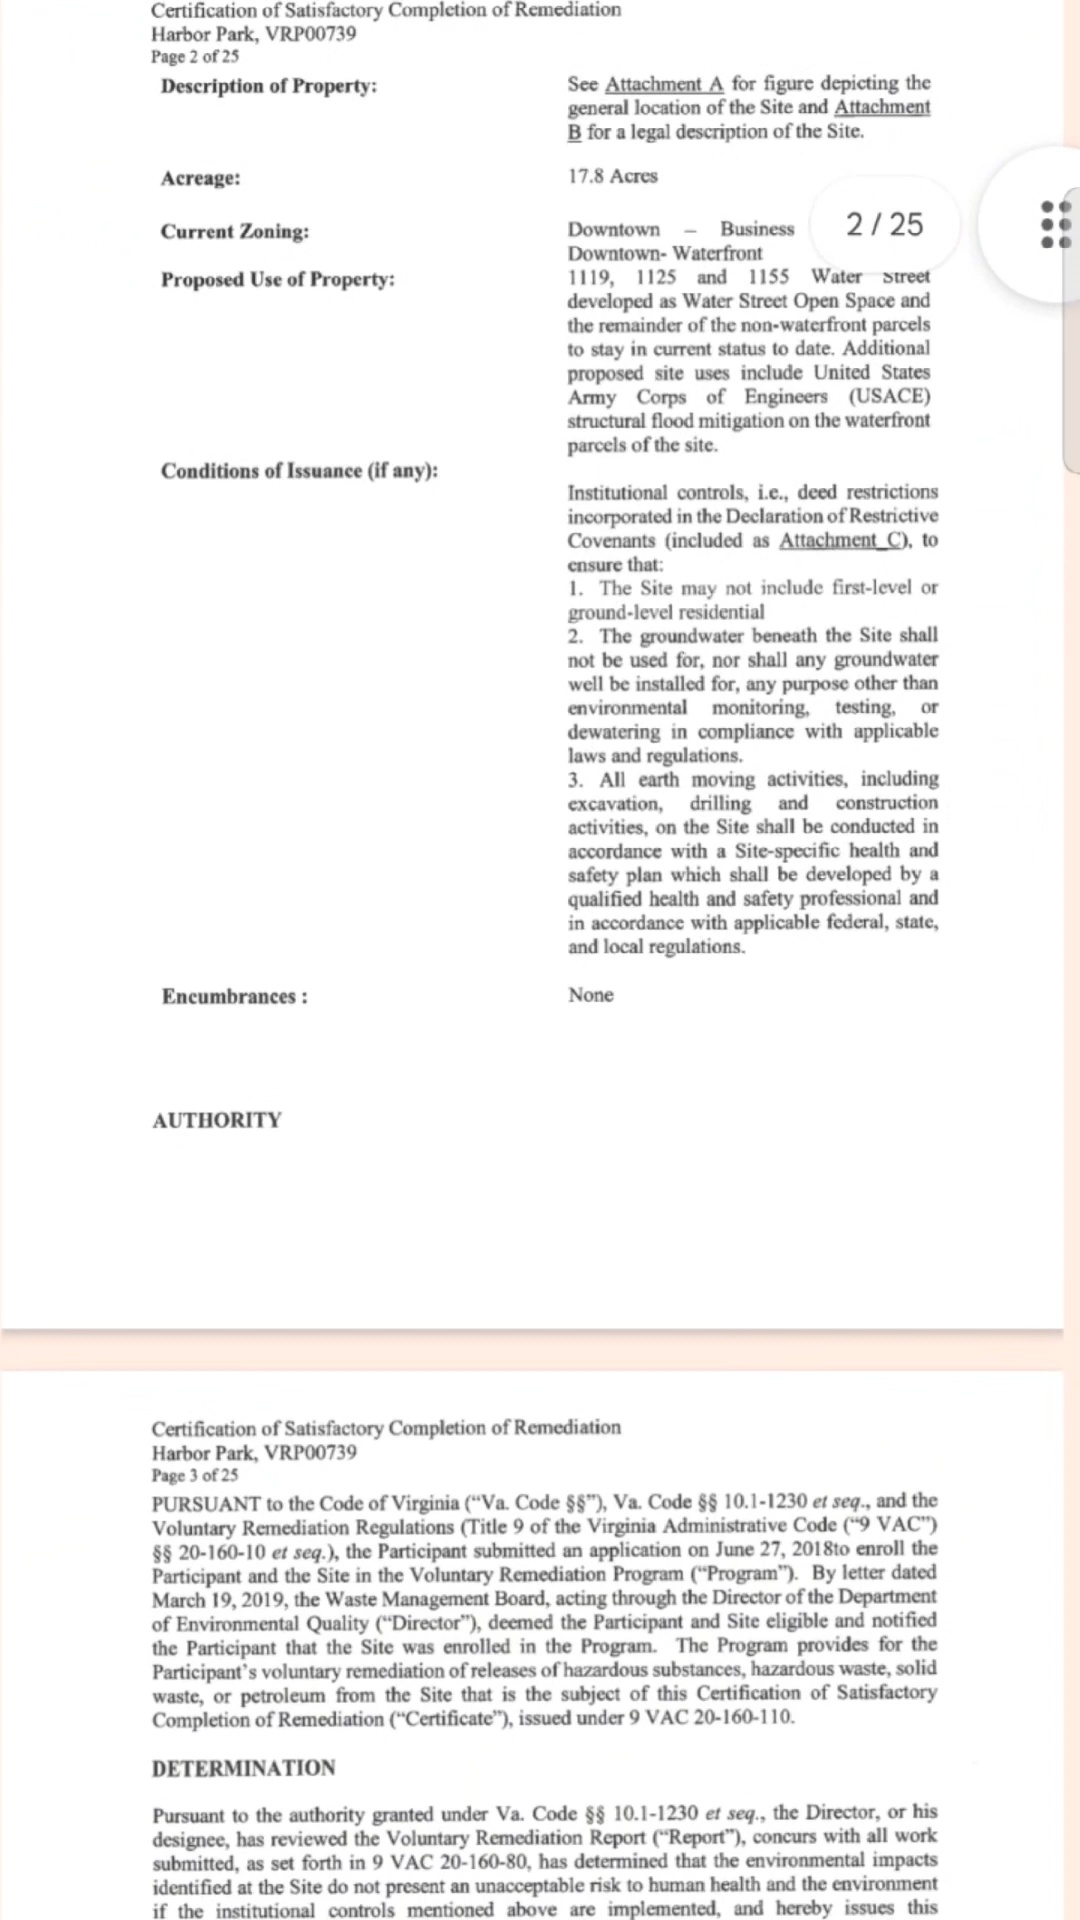 Certification of Satisfactory Completion of Remediation
Harbor Park, VRP00739
Page 2 of 25
Description of Property:
See Attachment A for figure depicting the
general location of the Site and Attachment
B for a legal description of the Site.
Acreage:
17.8 Acres
Current Zoning:
Downtown – Business
Downtown- Waterfront
2 / 25
Proposed Use of Property:
1119, 1125 and 1155 Water Street
developed as Water Street Open Space and
the remainder of the non-waterfront parcels
to stay in current status to date. Additional
proposed site uses include United States
Army Corps of Engineers (USACE)
structural flood mitigation on the waterfront
parcels of the site.
Conditions of Issuance (if any):
Institutional controls, i.e., deed restrictions
incorporated in the Declaration of Restrictive
Covenants (included as Attachment C), to
ensure that:
1. The Site may not include first-level or
ground-level residential
2. The groundwater beneath the Site shall
not be used for, nor shall any groundwater
well be installed for, any purpose other than
environmental monitoring, testing, or
dewatering in compliance with applicable
laws and regulations.
3. All earth moving activities, including
excavation, drilling and construction
activities, on the Site shall be conducted in
accordance with a Site-specific health and
safety plan which shall be developed by a
qualified health and safety professional and
in accordance with applicable federal, state,
and local regulations.
Encumbrances :
None
AUTHORITY
Certification of Satisfactory Completion of Remediation
Harbor Park, VRP00739
Page 3 of 25
PURSUANT to the Code of Virginia (“Va. Code §§”), Va. Code §§ 10.1-1230 et seq., and the
Voluntary Remediation Regulations (Title 9 of the Virginia Administrative Code (“9 VAC”)
§§ 20-160-10 et seq.), the Participant submitted an application on June 27, 2018to enroll the
Participant and the Site in the Voluntary Remediation Program (“Program”). By letter dated
March 19, 2019, the Waste Management Board, acting through the Director of the Department
of Environmental Quality (“Director”), deemed the Participant and Site eligible and notified
the Participant that the Site was enrolled in the Program. The Program provides for the
Participant’s voluntary remediation of releases of hazardous substances, hazardous waste, solid
waste, or petroleum from the Site that is the subject of this Certification of Satisfactory
Completion of Remediation (“Certificate”), issued under 9 VAC 20-160-110.
DETERMINATION
Pursuant to the authority granted under Va. Code §§ 10.1-1230 et seq., the Director, or his
designee, has reviewed the Voluntary Remediation Report (“Report”), concurs with all work
submitted, as set forth in 9 VAC 20-160-80, has determined that the environmental impacts
identified at the Site do not present an unacceptable risk to human health and the environment
if the institutional controls mentioned above are implemented, and hereby issues this